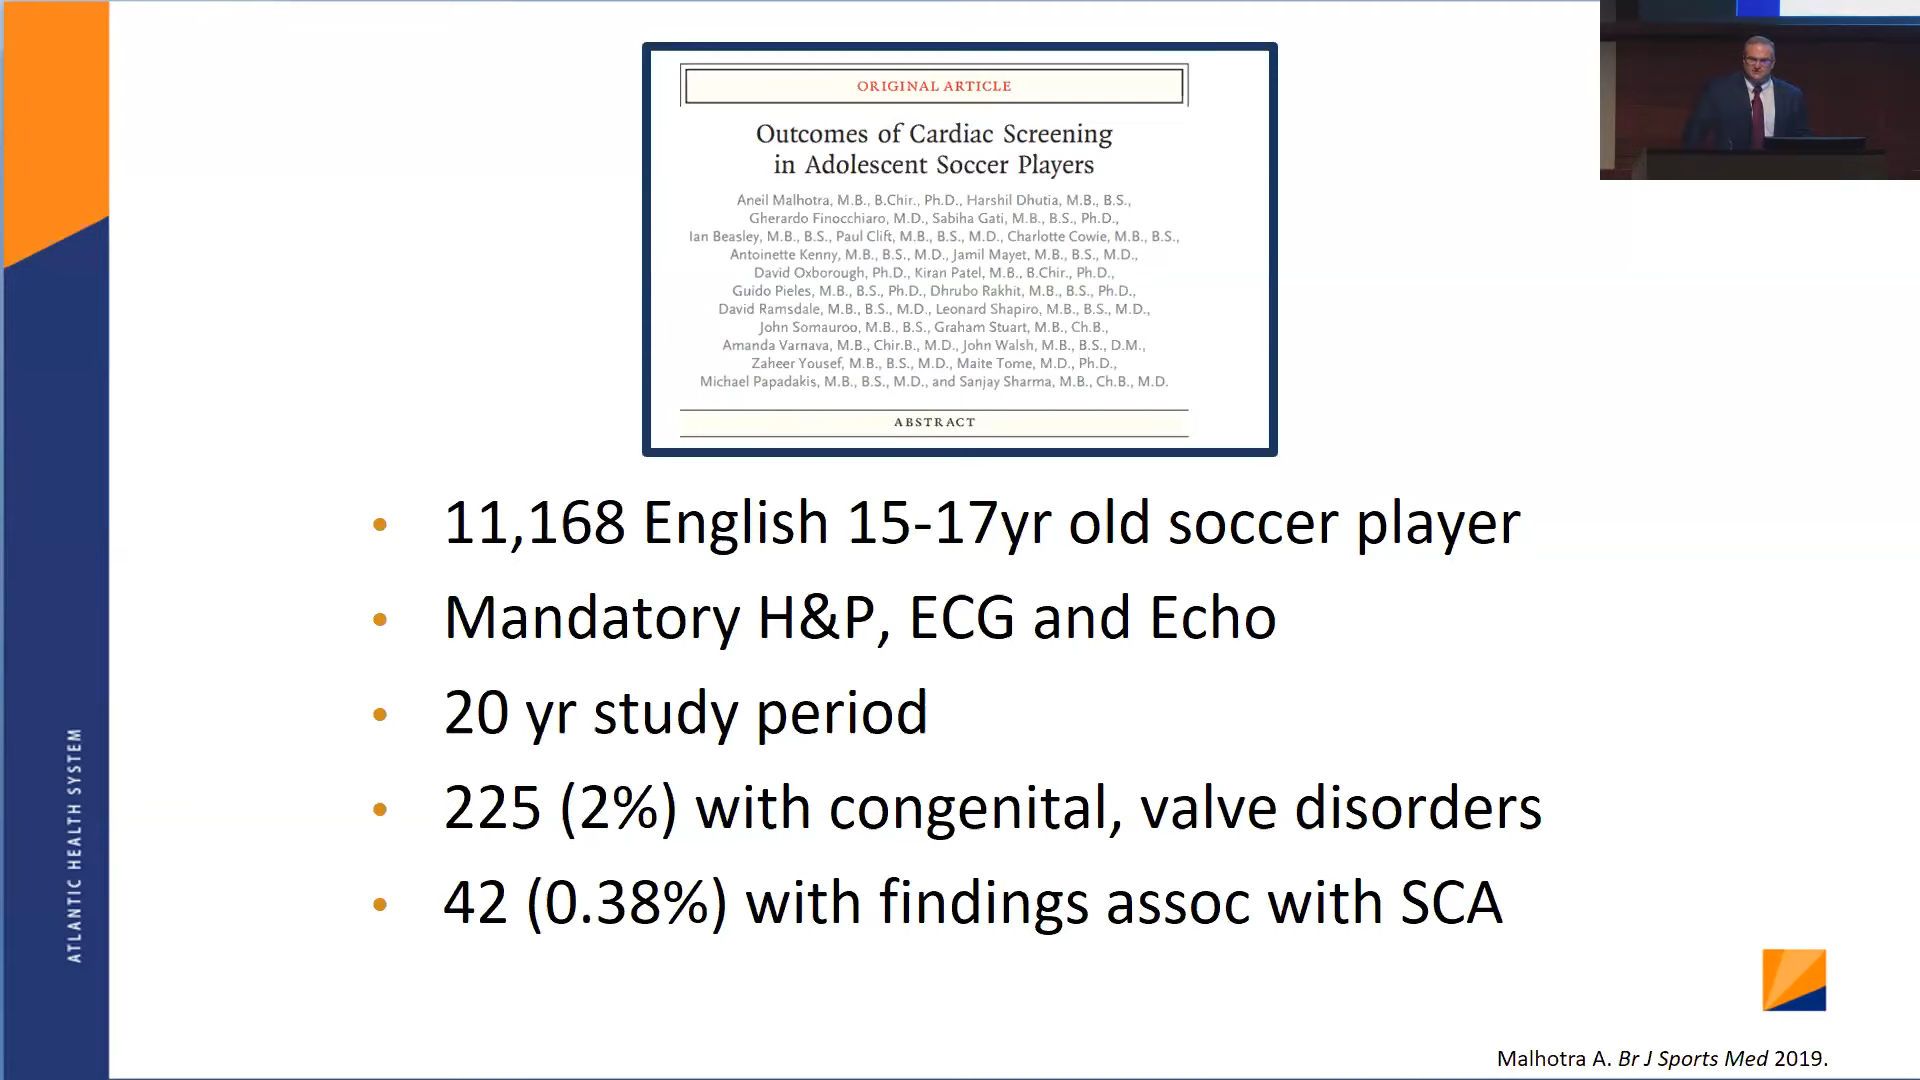 ORIGINAL ARTICLE
Outcomes of Cardiac Screening
in Adolescent Soccer Players
Aneil Malhotra, M.B., B.Chir., Ph.D., Harshil Dhutia, M.B., B.S.,
Gherardo Finocchiaro, M.D., Sabiha Gati, M.B., B.S., Ph.D.,
Ian Beasley, M.B., B.S., Paul Clift, M.B., B.S., M.D., Charlotte Cowie, M.B., B.S.,
Antoinette Kenny, M.B., B.S., M.D., Jamil Mayet, M.B., B.S., M.D.,
David Oxborough, Ph.D., Kiran Patel, M.B., B.Chir., Ph.D.,
Guido Pieles, M.B., B.S., Ph.D., Dhrubo Rakhit, M.B., B.S., Ph.D.,
David Ramsdale, M.B., B.S., M.D., Leonard Shapiro, M.B., B.S., M.D.,
John Somauroo, M.B., B.S., Graham Stuart, M.B., Ch.B.,
Amanda Varnava, M.B., Chir.B., M.D., John Walsh, M.B., B.S., D.M.,
Zaheer Yousef, M.B., B.S., M.D., Maite Tome, M.D., Ph.D.,
Michael Papadakis, M.B., B.S., M.D., and Sanjay Sharma, M.B., Ch.B., M.D.
ABSTRACT
• 11,168 English 15-17yr old soccer player
• Mandatory H&P, ECG and Echo
• 20 yr study period
• 225 (2%) with congenital, valve disorders
• 42 (0.38%) with findings assoc with SCA
ATLANTIC HEALTH SYSTEM
Malhotra A. Br J Sports Med 2019.